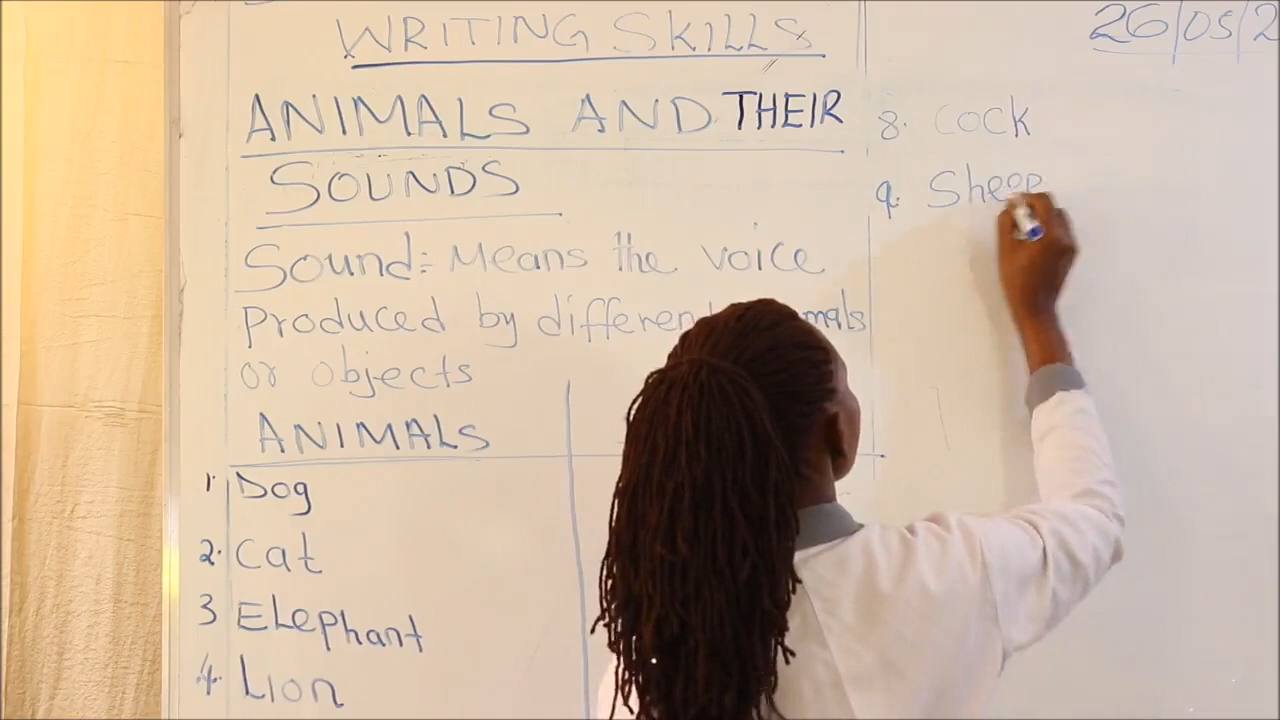 WRITING SKILLS
ANIMALS AND THEIR
SOUNDS
Sound: Means the voice
produced by different
or objects
ANIMALS
1. Dog
2. Cat
3 Elephant
4. Lion
26/05/2
8. Cock
9. Sheep